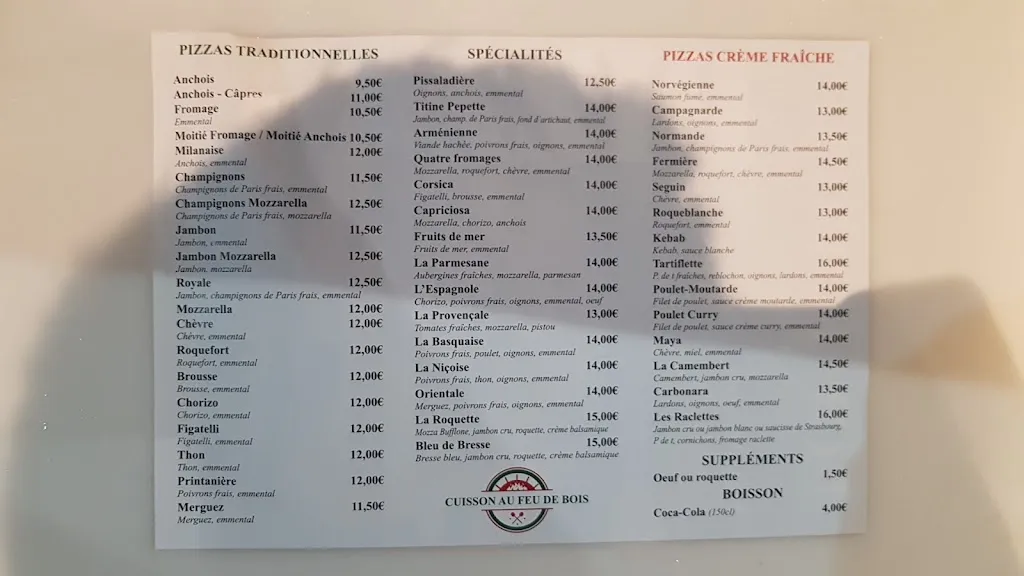 PIZZAS TRADITIONNELLES
Anchois 9,50€
Anchois - Câpres 11,00€
Fromage 10,50€
Emmental
Moitié Fromage / Moitié Anchois 10,50€
Milanaise 12,00€
Anchois, emmental
Champignons 11,50€
Champignons de Paris frais, emmental
Champignons Mozzarella 12,50€
Champignons de Paris frais, mozzarella
Jambon 11,50€
Jambon, emmental
Jambon Mozzarella 12,50€
Jambon, mozzarella
Royale 12,50€
Jambon, champignons de Paris frais, emmental
Mozzarella 12,00€
Chèvre 12,00€
Chèvre, emmental
Roquefort 12,00€
Roquefort, emmental
Brousse 12,00€
Brousse, emmental
Chorizo 12,00€
Chorizo, emmental
Figatelli 12,00€
Figatelli, emmental
Thon 12,00€
Thon, emmental
Printanière 12,00€
Poivrons frais, emmental
Merguez 11,50€
Merguez, emmental
SPÉCIALITÉS
Pissaladière 12,50€
Oignons, anchois, emmental
Titine Pepette 14,00€
Jambon, champ. de Paris frais, fond d'artichaut, emmental
Arménienne 14,00€
Viande hachée, poivrons frais, oignons, emmental
Quatre fromages 14,00€
Mozzarella, roquefort, chèvre, emmental
Corsica 14,00€
Figatelli, brousse, emmental
Capriciosa 14,00€
Mozzarella, chorizo, anchois
Fruits de mer 13,50€
Fruits de mer, emmental
La Parmesane 14,00€
Aubergines fraîches, mozzarella, parmesan
L'Espagnole 14,00€
Chorizo, poivrons frais, oignons, emmental, oeuf
La Provençale 13,00€
Tomates fraîches, mozzarella, pistou
La Basquaise 14,00€
Poivrons frais, poulet, oignons, emmental
La Niçoise 14,00€
Poivrons frais, thon, oignons, emmental
Orientale 14,00€
Merguez, poivrons frais, oignons, emmental
La Roquette 15,00€
Mozza Bufflone, jambon cru, roquette, crème balsamique
Bleu de Bresse 15,00€
Bresse bleu, jambon cru, roquette, crème balsamique
CUISSON AU FEU DE BOIS
PIZZAS CRÈME FRAÎCHE
Norvégienne 14,00€
Saumon fumé, emmental
Campagnarde 13,00€
Lardons, oignons, emmental
Normande 13,50€
Jambon, champignons de Paris frais, emmental
Fermière 14,50€
Mozzarella, roquefort, chèvre, emmental
Seguin 13,00€
Chèvre, emmental
Roqueblanche 13,00€
Roquefort, emmental
Kebab 14,00€
Kebab, sauce blanche
Tartiflette 16,00€
P. de t fraîches, reblochon, oignons, lardons, emmental
Poulet-Moutarde 14,00€
Filet de poulet, sauce crème moutarde, emmental
Poulet Curry 14,00€
Filet de poulet, sauce crème curry, emmental
Maya 14,00€
Chèvre, miel, emmental
La Camembert 14,50€
Camembert, jambon cru, mozzarella
Carbonara 13,50€
Lardons, oignons, oeuf, emmental
Les Raclettes 16,00€
Jambon cru ou jambon blanc ou saucisse de Strasbourg,
P de t, cornichons, fromage raclette
SUPPLÉMENTS
Oeuf ou roquette 1,50€
BOISSON
Coca-Cola (150cl) 4,00€